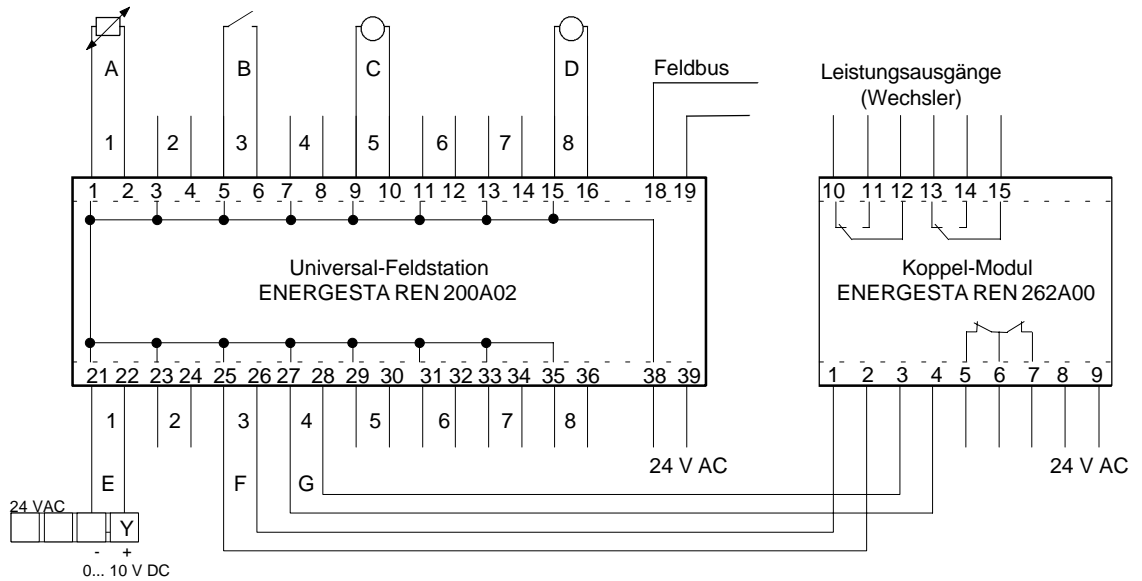 A B C D Feldbus Leistungsausgänge
(Wechsler)
1 2 3 4 5 6 7 8
1 2 3 4 5 6 7 8 9 10 11 12 13 14 15 16 18 19 10 11 12 13 14 15
Universal-Feldstation Koppel-Modul
ENERGESTA REN 200A02 ENERGESTA REN 262A00
21 22 23 24 25 26 27 28 29 30 31 32 33 34 35 36 38 39 1 2 3 4 5 6 7 8 9
1 2 3 4 5 6 7 8
24 V AC 24 V AC
E F G
24 VAC
Y
- +
0... 10 V DC